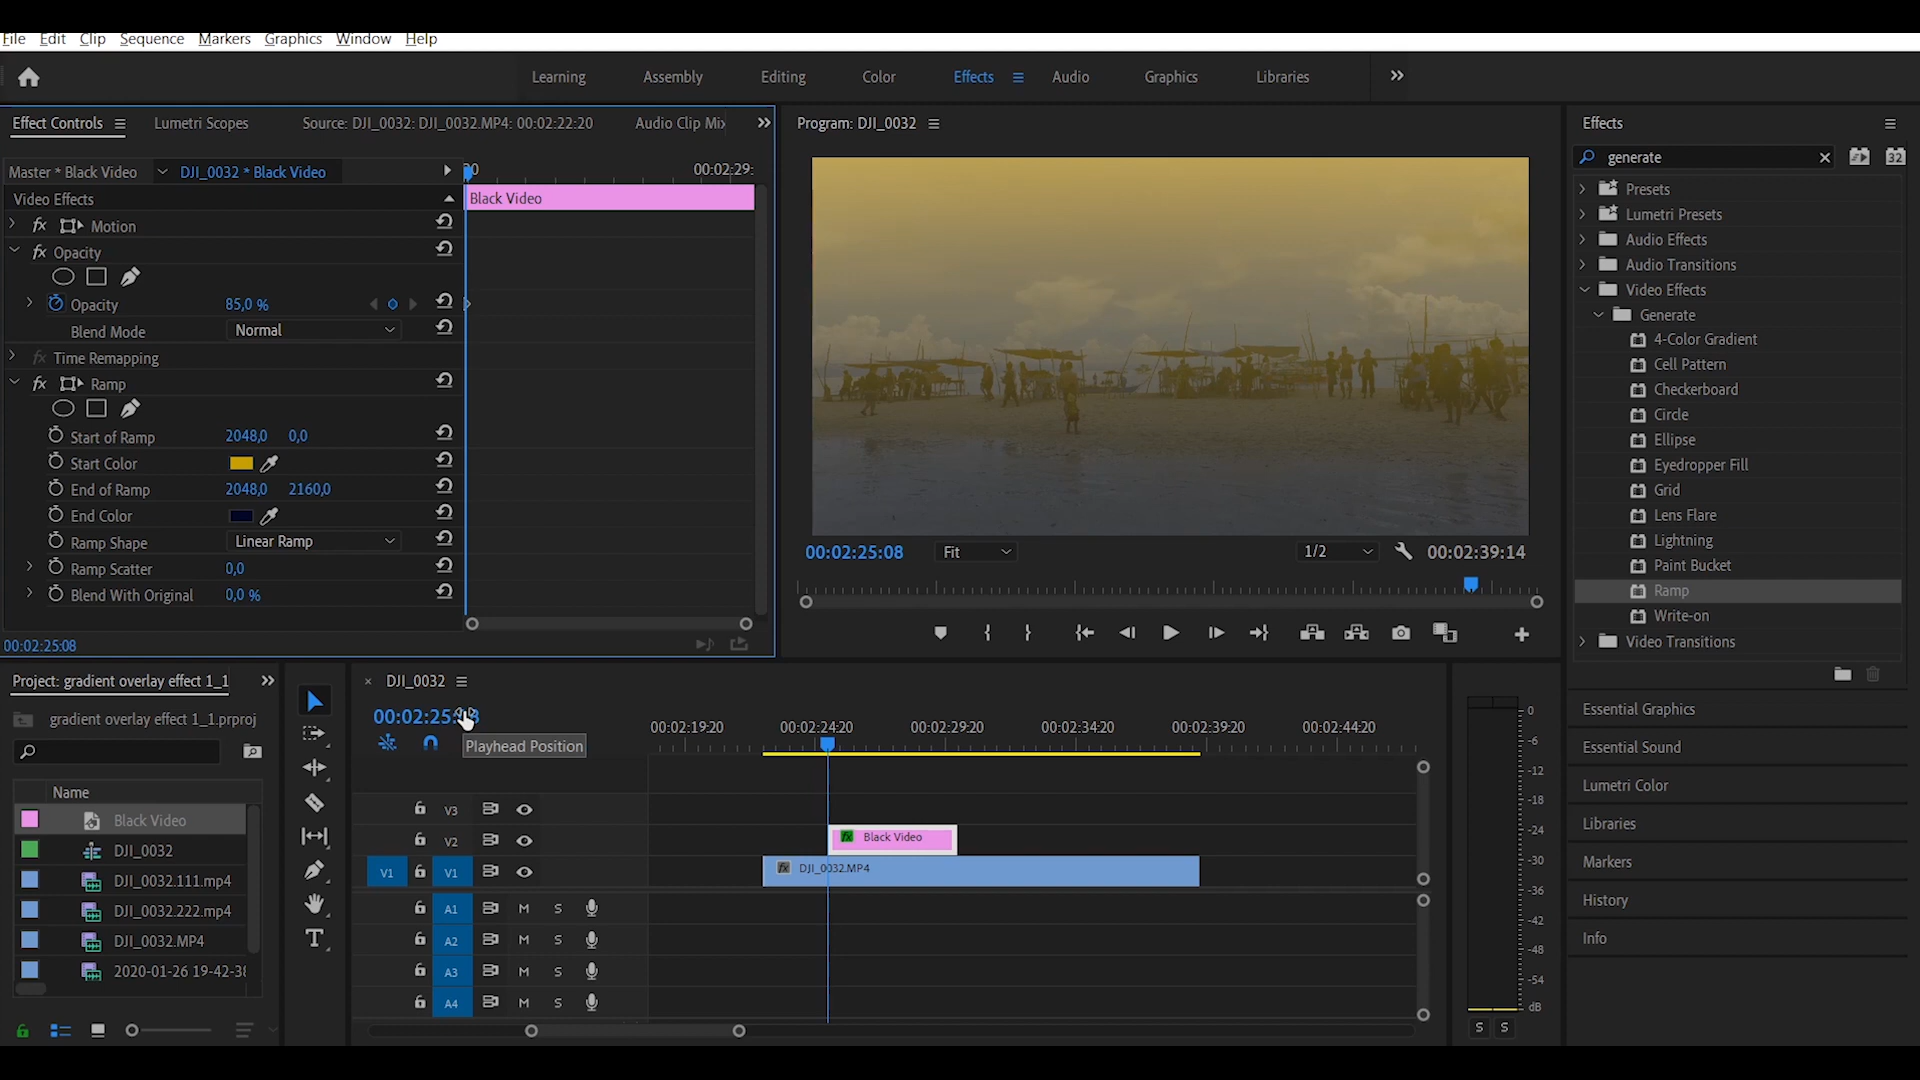 File Edit Clip Sequence Markers Graphics Window Help
Learning Assembly Editing Color Effects Audio Graphics Libraries
Effect Controls Lumetri Scopes Source: DJI_0032: DJI_0032.MP4: 00:02:22:20 Audio Clip Mix
Master * Black Video DJI_0032 * Black Video
00:02:29:
Video Effects
Black Video
fx Motion
fx Opacity
Opacity 85,0 %
Blend Mode Normal
fx Time Remapping
fx Ramp
Start of Ramp 2048,0 0,0
Start Color
End of Ramp 2048,0 2160,0
End Color
Ramp Shape Linear Ramp
Ramp Scatter 0,0
Blend With Original 0,0 %
00:02:25:08
Program: DJI_0032
00:02:25:08 Fit 1/2 00:02:39:14
Effects
generate
32
Presets
Lumetri Presets
Audio Effects
Audio Transitions
Video Effects
Generate
4-Color Gradient
Cell Pattern
Checkerboard
Circle
Ellipse
Eyedropper Fill
Grid
Lens Flare
Lightning
Paint Bucket
Ramp
Write-on
Video Transitions
Essential Graphics
Essential Sound
Lumetri Color
Libraries
Markers
History
Info
Project: gradient overlay effect 1_1
gradient overlay effect 1_1.prproj
Name
Black Video
DJI_0032
DJI_0032.111.mp4
DJI_0032.222.mp4
DJI_0032.MP4
2020-01-26 19-42-38
× DJI_0032
Playhead Position
00:02:19:20 00:02:24:20 00:02:29:20 00:02:34:20 00:02:39:20 00:02:44:20
V3
V2 fx Black Video
V1 V1 fx DJI_0032.MP4
A1 M S
A2 M S
A3 M S
A4 M S
0
-6
-12
-18
-24
-30
-36
-42
-48
-54
dB
S S